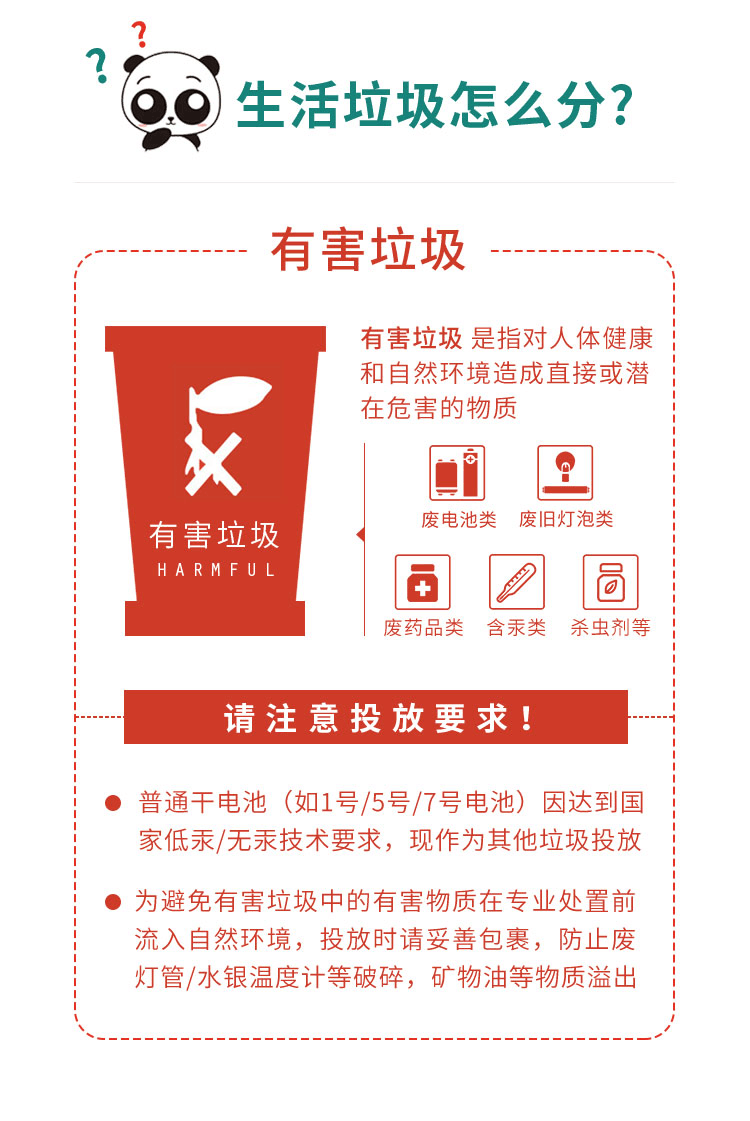 ? ?
生活垃圾怎么分?
有害垃圾
有害垃圾 是指对人体健康
和自然环境造成直接或潜
在危害的物质
有害垃圾
HARMFUL
废电池类 废旧灯泡类
废药品类 含汞类 杀虫剂等
请注意投放要求！
普通干电池（如1号/5号/7号电池）因达到国
家低汞/无汞技术要求，现作为其他垃圾投放
为避免有害垃圾中的有害物质在专业处置前
流入自然环境，投放时请妥善包裹，防止废
灯管/水银温度计等破碎，矿物油等物质溢出